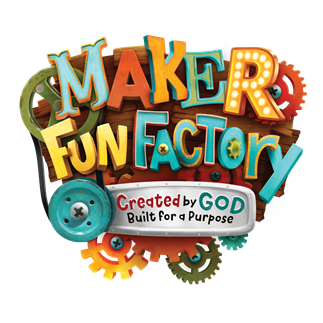 MAKER
FUN FACTORY
Created by GOD
Built for a Purpose